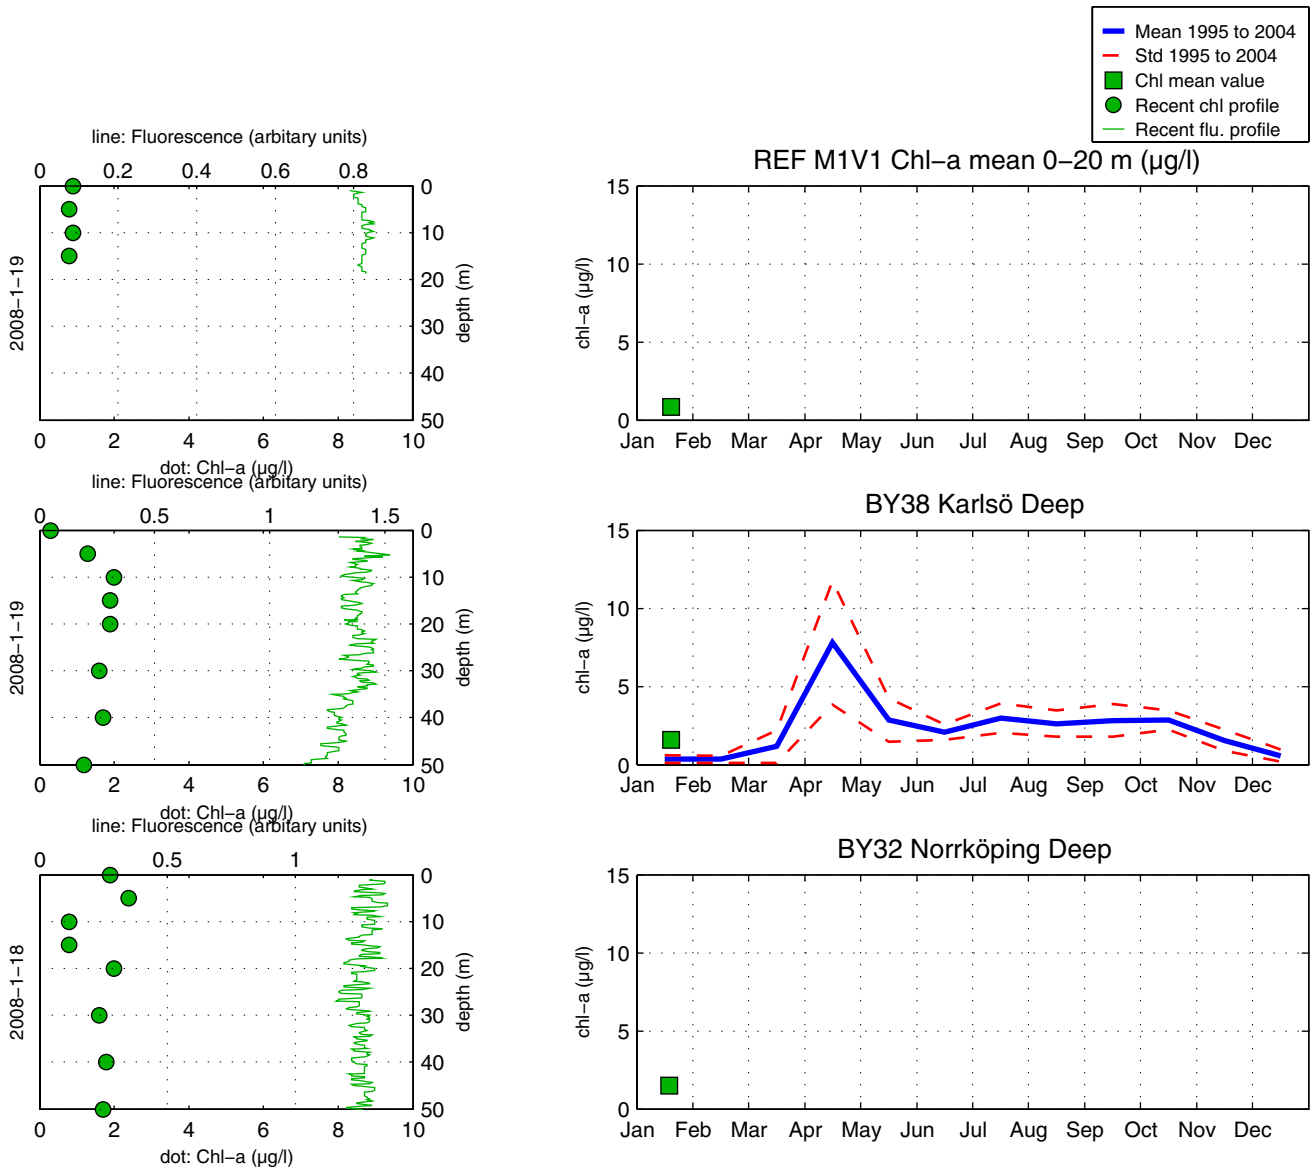 Mean 1995 to 2004
Std 1995 to 2004
Chl mean value
Recent chl profile
Recent flu. profile
line: Fluorescence (arbitary units)
0 0.2 0.4 0.6 0.8
0
10
20
30
40
50
depth (m)
2008-1-19
0 2 4 6 8 10
dot: Chl-a (µg/l)
REF M1V1 Chl-a mean 0-20 m (µg/l)
15
10
5
0
chl-a (µg/l)
Jan Feb Mar Apr May Jun Jul Aug Sep Oct Nov Dec
line: Fluorescence (arbitary units)
0 0.5 1 1.5
0
10
20
30
40
50
depth (m)
2008-1-19
0 2 4 6 8 10
dot: Chl-a (µg/l)
BY38 Karlsö Deep
15
10
5
0
chl-a (µg/l)
Jan Feb Mar Apr May Jun Jul Aug Sep Oct Nov Dec
line: Fluorescence (arbitary units)
0 0.5 1
0
10
20
30
40
50
depth (m)
2008-1-18
0 2 4 6 8 10
dot: Chl-a (µg/l)
BY32 Norrköping Deep
15
10
5
0
chl-a (µg/l)
Jan Feb Mar Apr May Jun Jul Aug Sep Oct Nov Dec